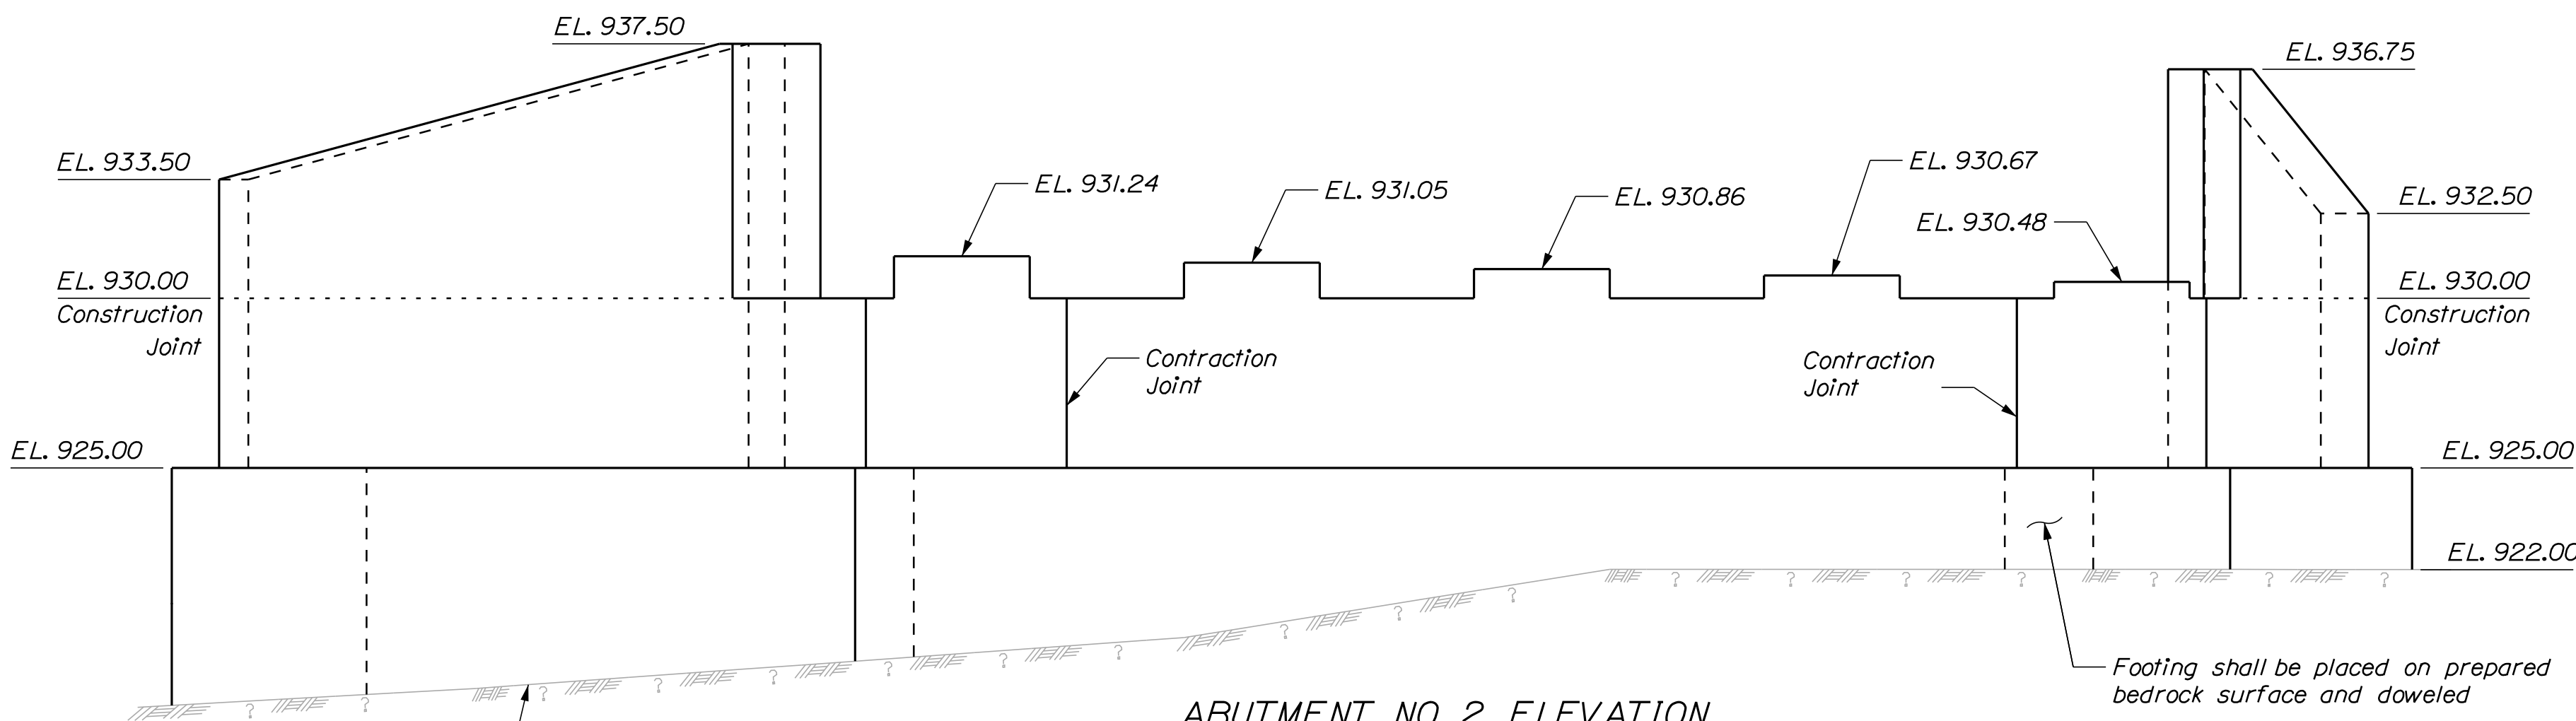 EL. 937.50
EL. 936.75
EL. 933.50
EL. 931.24
EL. 931.05
EL. 930.86
EL. 930.67
EL. 930.48
EL. 932.50
EL. 930.00
Construction
Joint
EL. 930.00
Construction
Joint
Contraction
Joint
Contraction
Joint
EL. 925.00
EL. 925.00
EL. 922.00
? ? ? ? ? ? ? ? ? ? ? ? ? ? ? ? ? ? ? ?
Footing shall be placed on prepared
bedrock surface and doweled
ABUTMENT NO. 2 ELEVATION